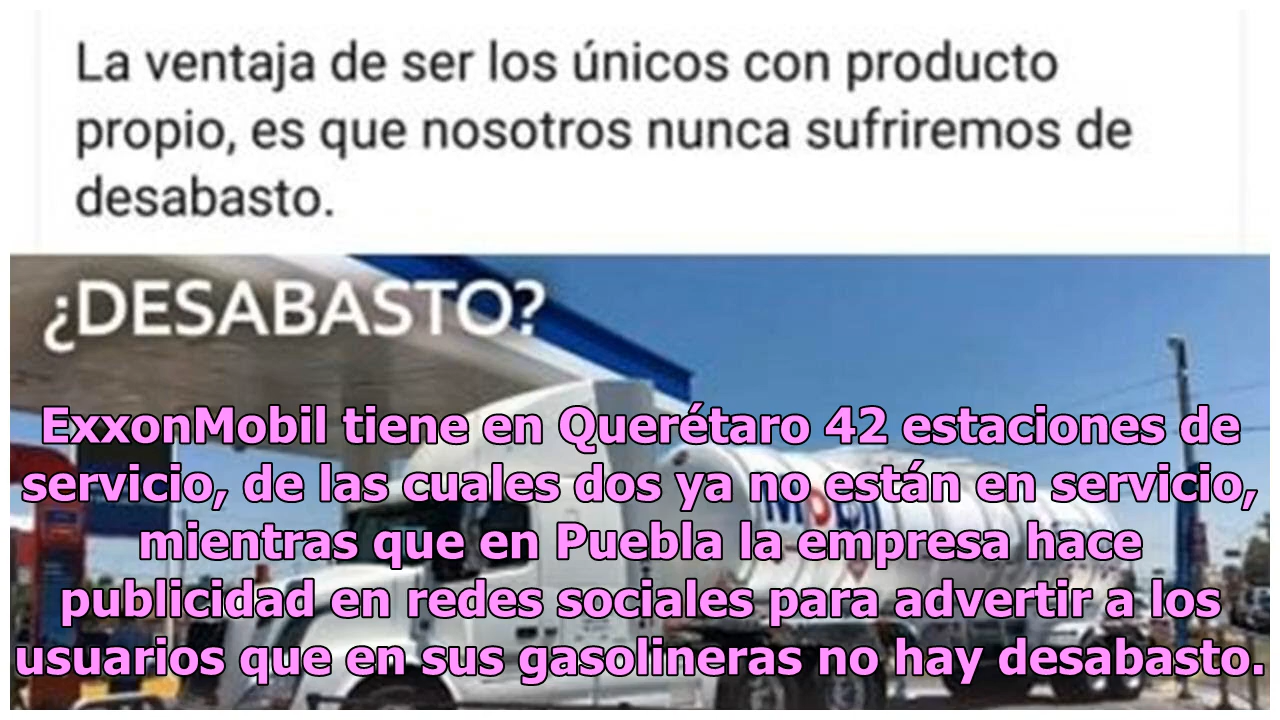 La ventaja de ser los únicos con producto
propio, es que nosotros nunca sufriremos de
desabasto.
¿DESABASTO?
ExxonMobil tiene en Querétaro 42 estaciones de
servicio, de las cuales dos ya no están en servicio,
mientras que en Puebla la empresa hace
publicidad en redes sociales para advertir a los
usuarios que en sus gasolineras no hay desabasto.
Mobil